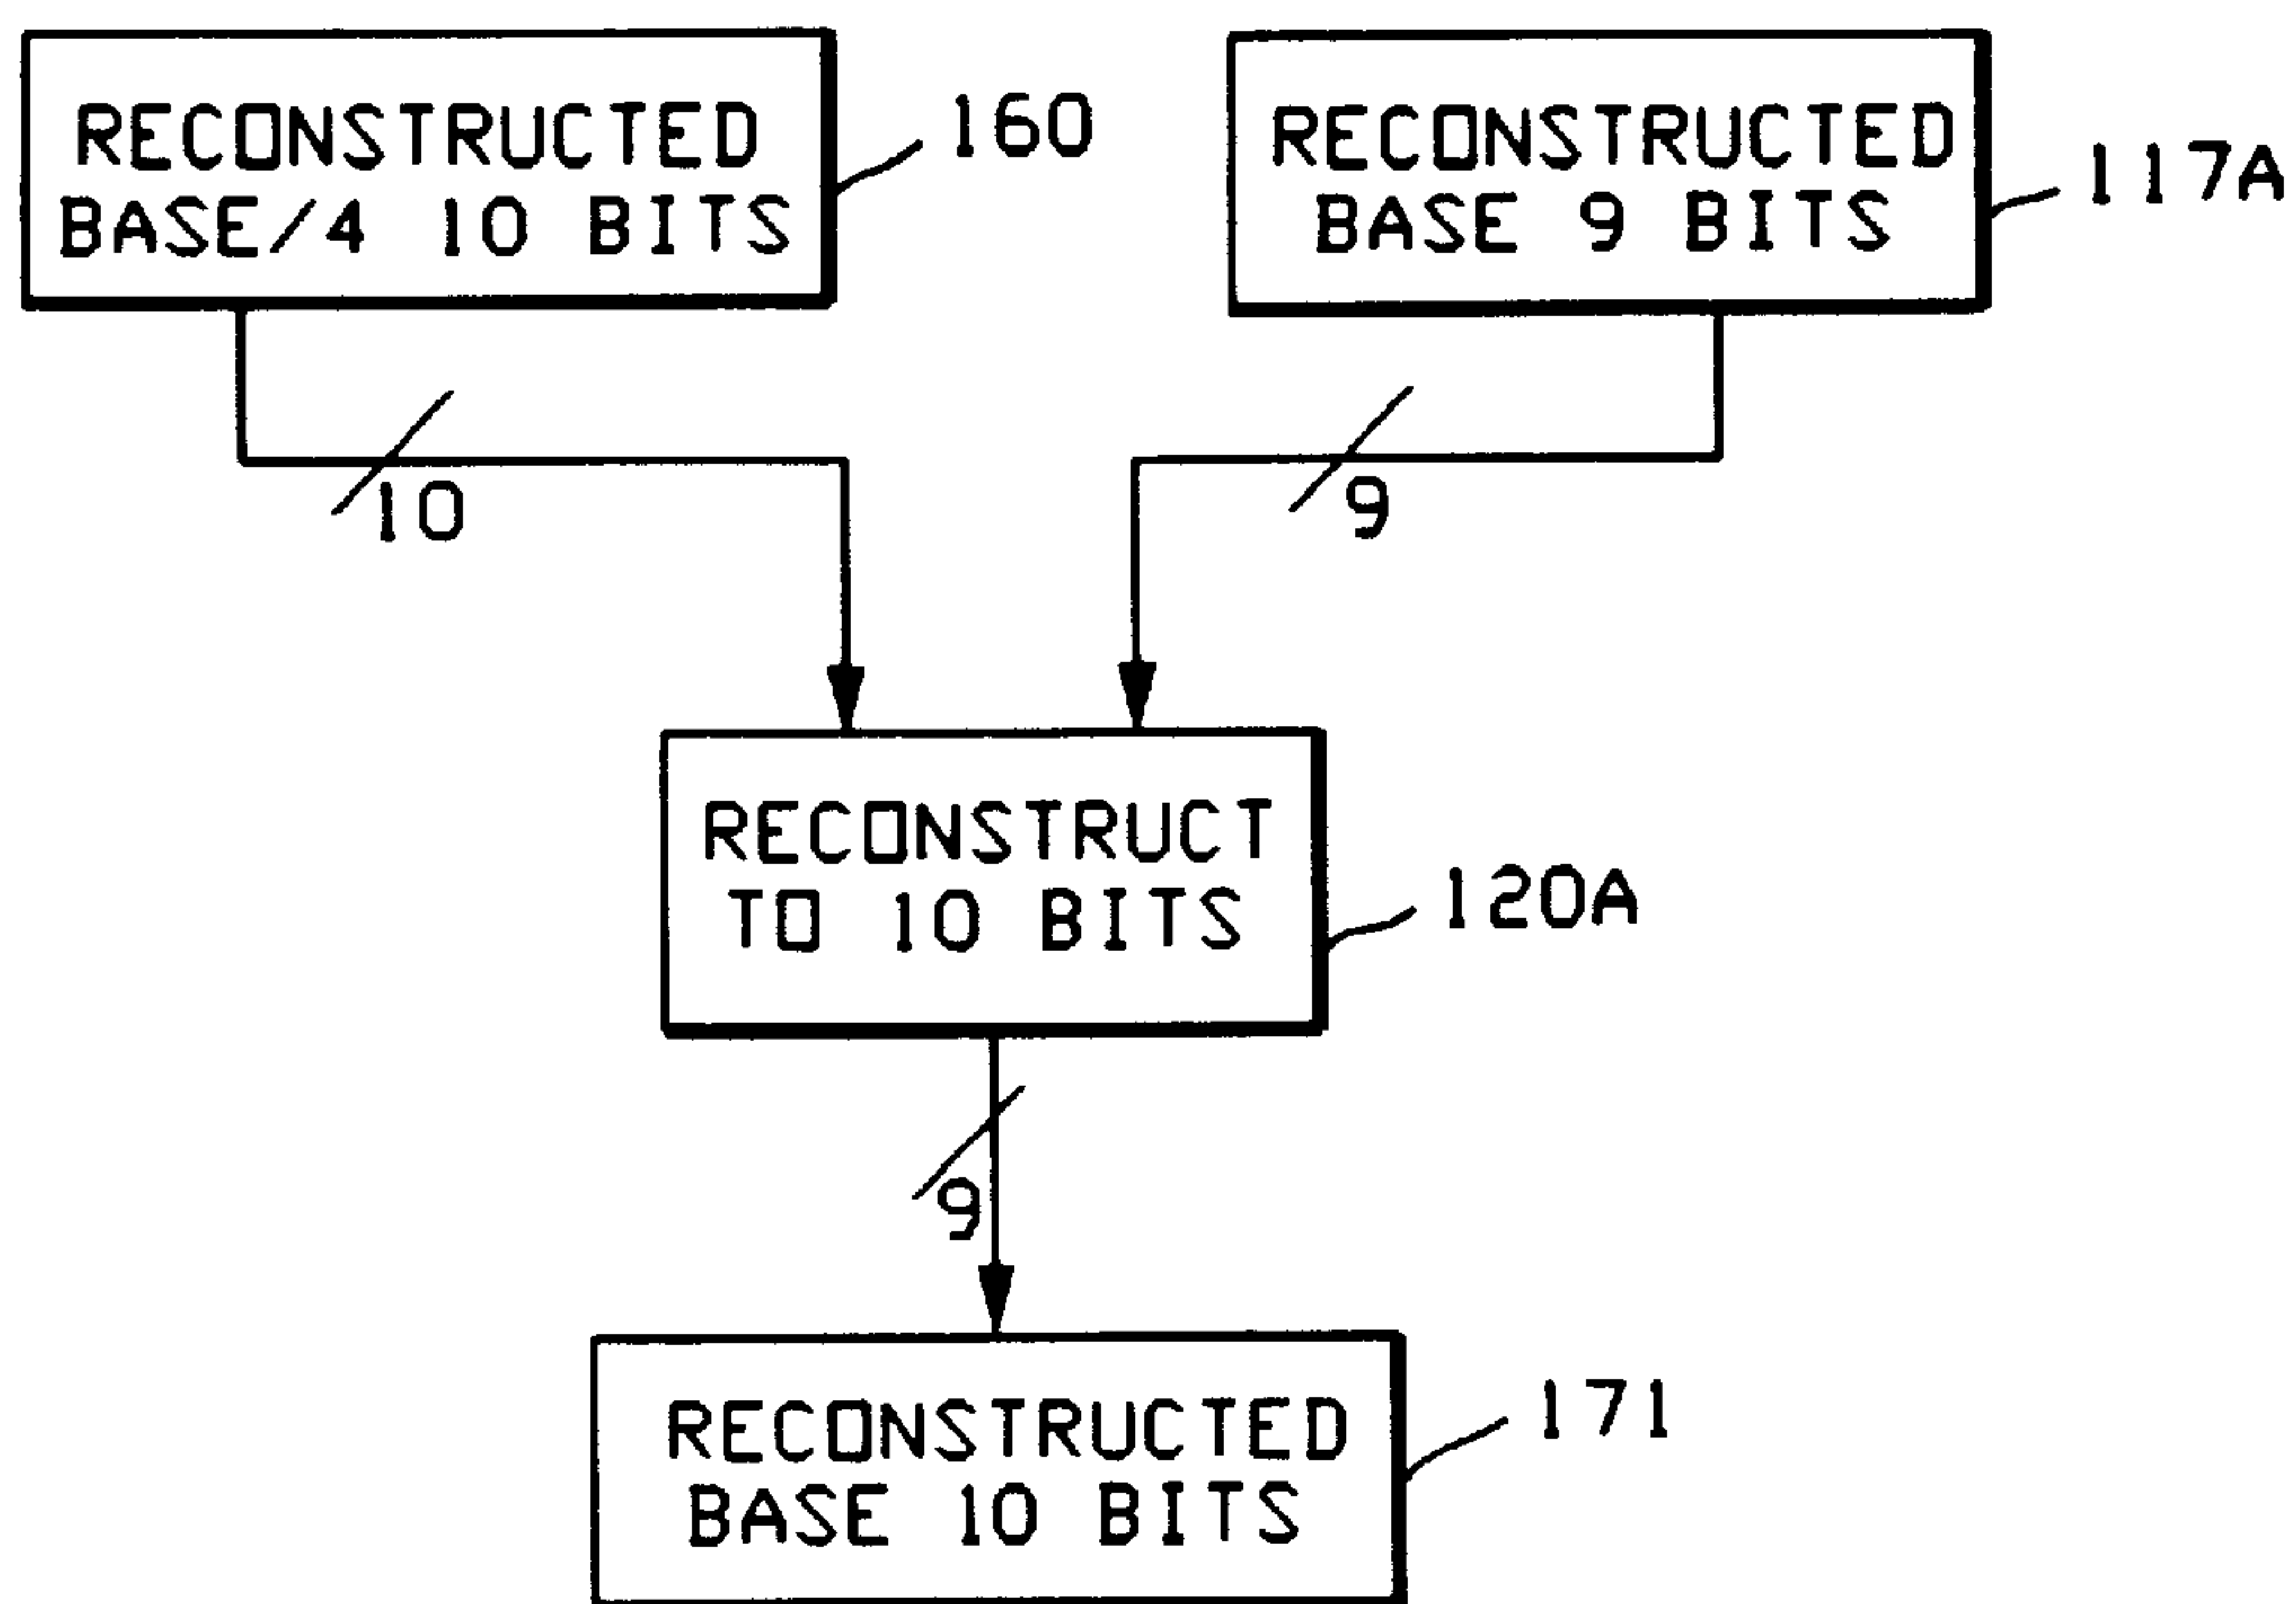 RECONSTRUCTED
BASE/4 10 BITS
160
RECONSTRUCTED
BASE 9 BITS
117A
10
9
RECONSTRUCT
TO 10 BITS
120A
9
RECONSTRUCTED
BASE 10 BITS
171